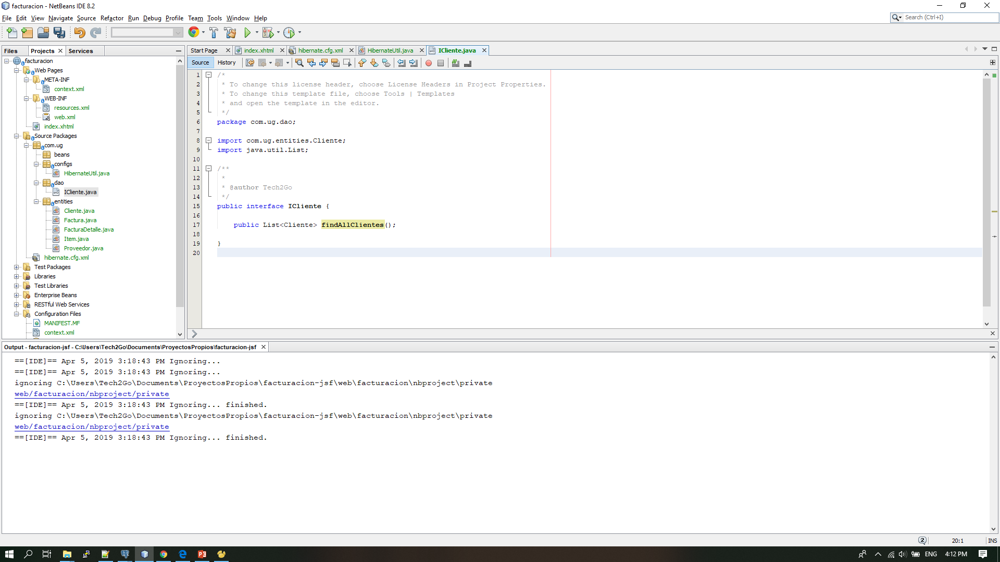 facturacion - NetBeans IDE 8.2
File Edit View Navigate Source Refactor Run Debug Profile Team Tools Window Help
Search (Ctrl+I)
Files Projects Services
Start Page index.xhtml hibernate.cfg.xml HibernateUtil.java ICliente.java
Source History
facturacion
Web Pages
META-INF
context.xml
WEB-INF
resources.xml
web.xml
index.xhtml
Source Packages
com.ug
beans
configs
HibernateUtil.java
dao
ICliente.java
entities
Cliente.java
Factura.java
FacturaDetalle.java
Item.java
Proveedor.java
hibernate.cfg.xml
Test Packages
Libraries
Test Libraries
Enterprise Beans
RESTful Web Services
Configuration Files
MANIFEST.MF
context.xml
1 /*
2 * To change this license header, choose License Headers in Project Properties.
3 * To change this template file, choose Tools | Templates
4 * and open the template in the editor.
5 */
6 package com.ug.dao;
7
8 import com.ug.entities.Cliente;
9 import java.util.List;
10
11 /**
12 *
13 * @author Tech2Go
14 */
15 public interface ICliente {
16
17 public List<Cliente> findAllClientes();
18
19 }
20
Output - facturacion-jsf - C:\Users\Tech2Go\Documents\ProyectosPropios\facturacion-jsf
==[IDE]== Apr 5, 2019 3:18:43 PM Ignoring...
==[IDE]== Apr 5, 2019 3:18:43 PM Ignoring...
ignoring C:\Users\Tech2Go\Documents\ProyectosPropios\facturacion-jsf\web\facturacion\nbproject\private
web/facturacion/nbproject/private
==[IDE]== Apr 5, 2019 3:18:43 PM Ignoring... finished.
ignoring C:\Users\Tech2Go\Documents\ProyectosPropios\facturacion-jsf\web\facturacion\nbproject\private
web/facturacion/nbproject/private
==[IDE]== Apr 5, 2019 3:18:43 PM Ignoring... finished.
2 20:1 INS
ENG 4:12 PM